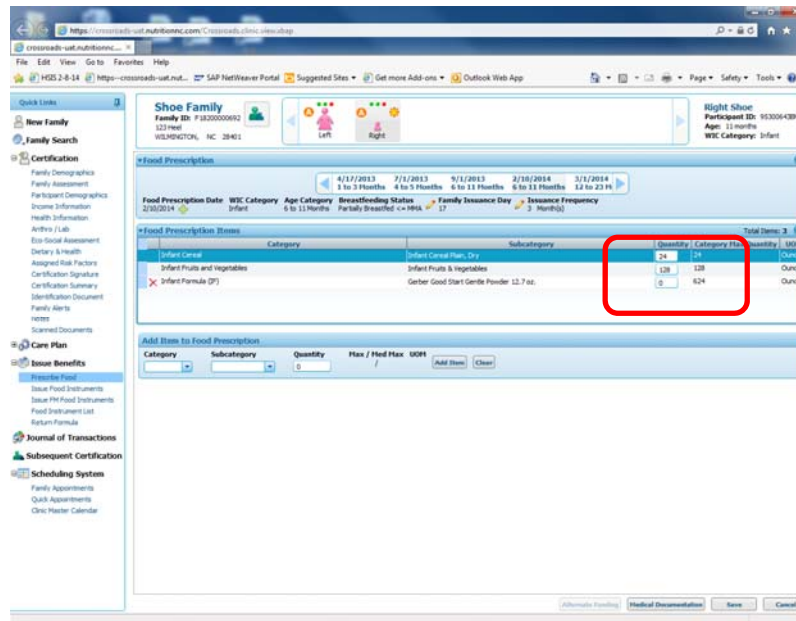 https://crossroads-uat.nutritionnc.com/Crossroads.clinic.view.ubap
crossroads-uat.nutritionnc....
File Edit View Go to Favorites Help
HSIS 2-8-14 https--crossroads-uat.nut... SAP NetWeaver Portal Suggested Sites Get more Add-ons Outlook Web App Page Safety Tools
Quick Links
New Family
Family Search
Certification
Family Demographics
Family Assessment
Participant Demographics
Income Information
Health Information
Anthro / Lab
Eco-Social Assessment
Dietary & Health
Assigned Risk Factors
Certification Signature
Certification Summary
Identification Document
Family Alerts
Notes
Scanned Documents
Care Plan
Issue Benefits
Prescribe Food
Issue Food Instruments
Issue FM Food Instruments
Food Instrument List
Return Formula
Journal of Transactions
Subsequent Certification
Scheduling System
Family Appointments
Quick Appointments
Clinic Master Calendar
Shoe Family
Family ID: F18200000692
123 Heel
WILMINGTON, NC 28401
Left
Right
Right Shoe
Participant ID:
Age: 11 months
WIC Category: Infant
Food Prescription
4/17/2013 7/1/2013 9/1/2013 2/10/2014 3/1/2014
1 to 3 Months 4 to 5 Months 6 to 11 Months 6 to 11 Months 12 to 23 M
Food Prescription Date WIC Category Age Category Breastfeeding Status Family Issuance Day Issuance Frequency
2/10/2014 Infant 6 to 11 Months Partially Breastfed <= MMA 17 3 Month(s)
Food Prescription Items Total Items: 3
Category Subcategory Quantity Category Max Quantity UO
Infant Cereal Infant Cereal Plain, Dry 24 24 Ounc
Infant Fruits and Vegetables Infant Fruits & Vegetables 128 128 Ounc
Infant Formula (IF) Gerber Good Start Gentle Powder 12.7 oz. 0 624 Ounc
Add Item to Food Prescription
Category Subcategory Quantity Max / Med Max UOM
0 / Add Item Clear
Alternate Funding Medical Documentation Save Cancel